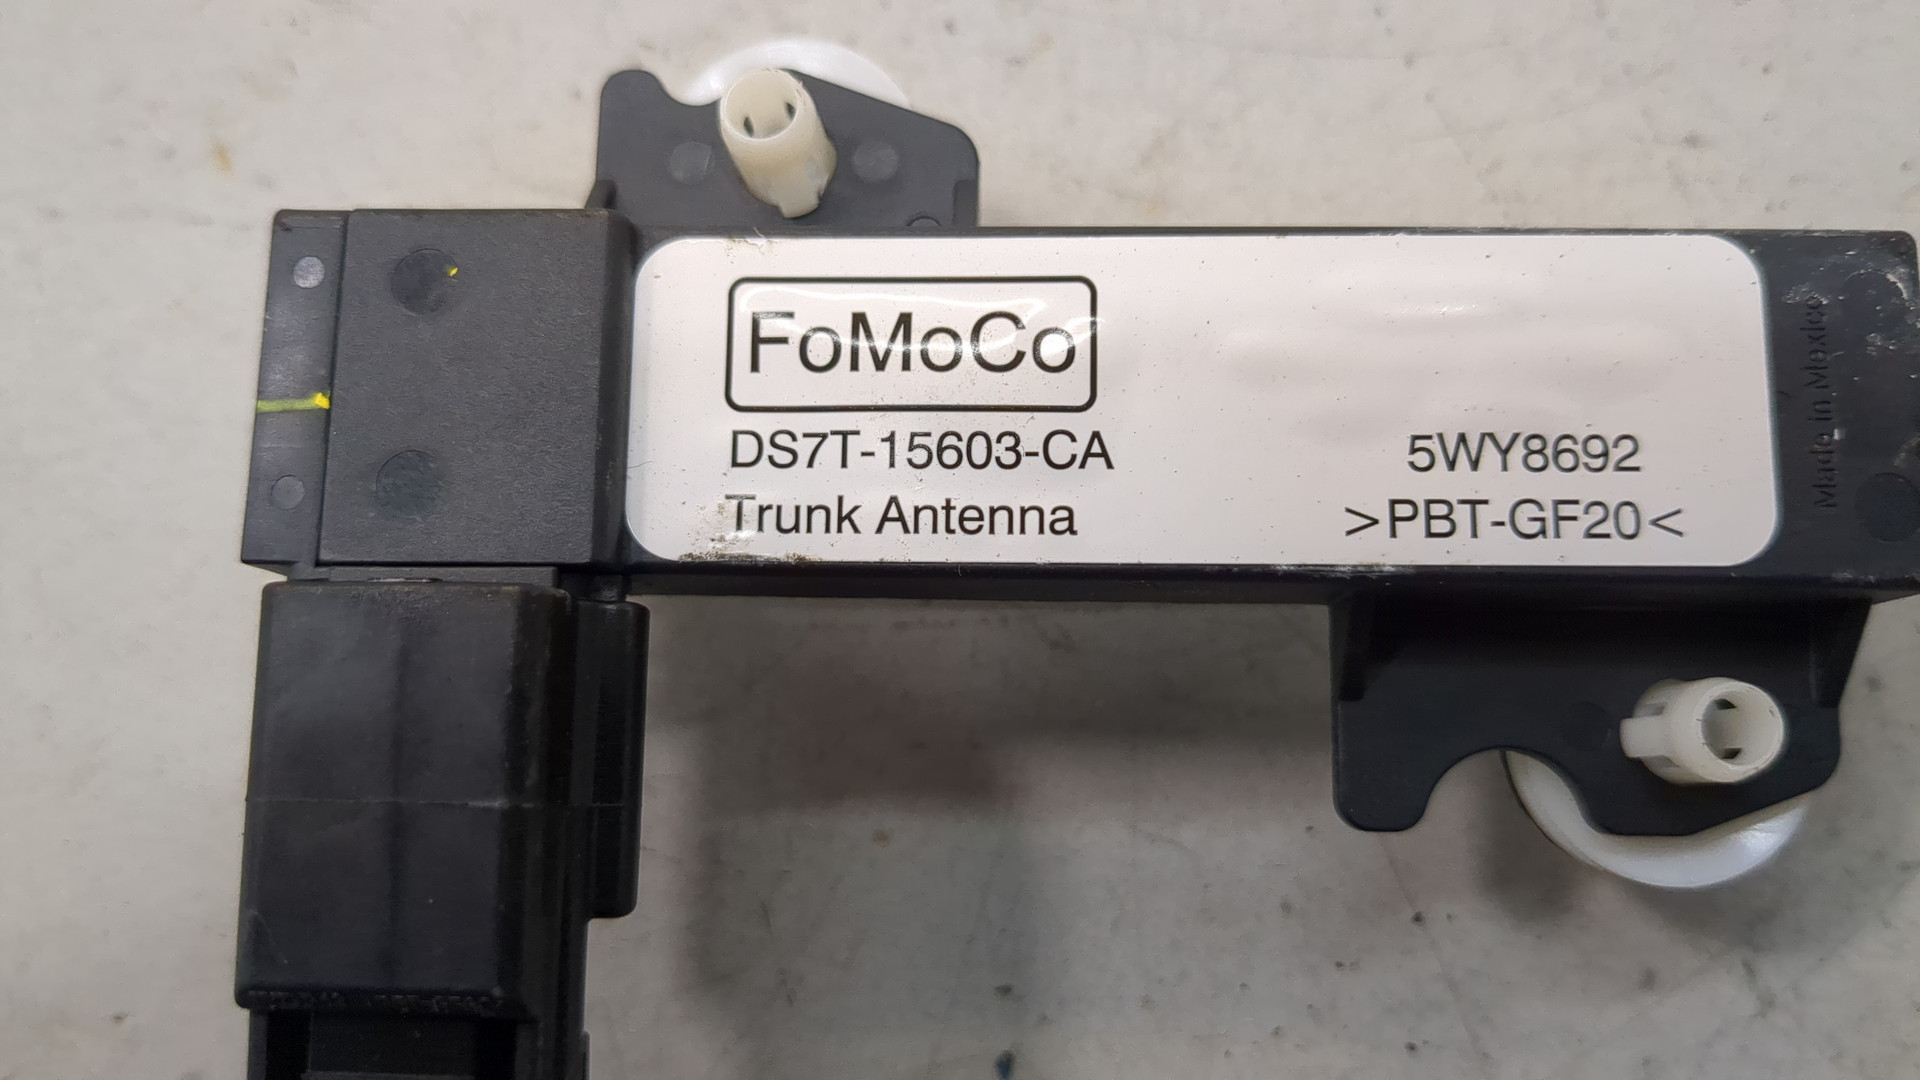 FoMoCo
DS7T-15603-CA
Trunk Antenna
5WY8692
>PBT-GF20<
Made in Mexico